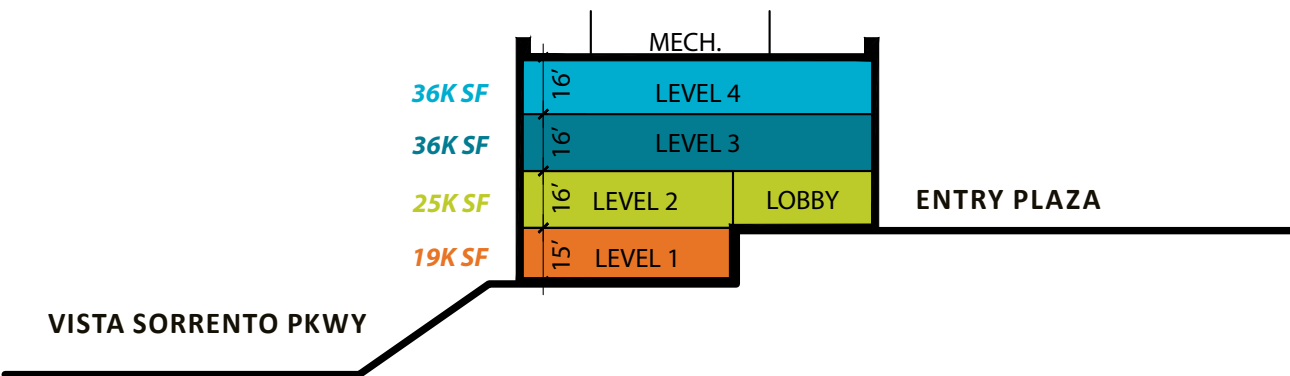 MECH.
36K SF 16′ LEVEL 4
36K SF 16′ LEVEL 3
25K SF 16′ LEVEL 2 LOBBY ENTRY PLAZA
19K SF 15′ LEVEL 1
VISTA SORRENTO PKWY